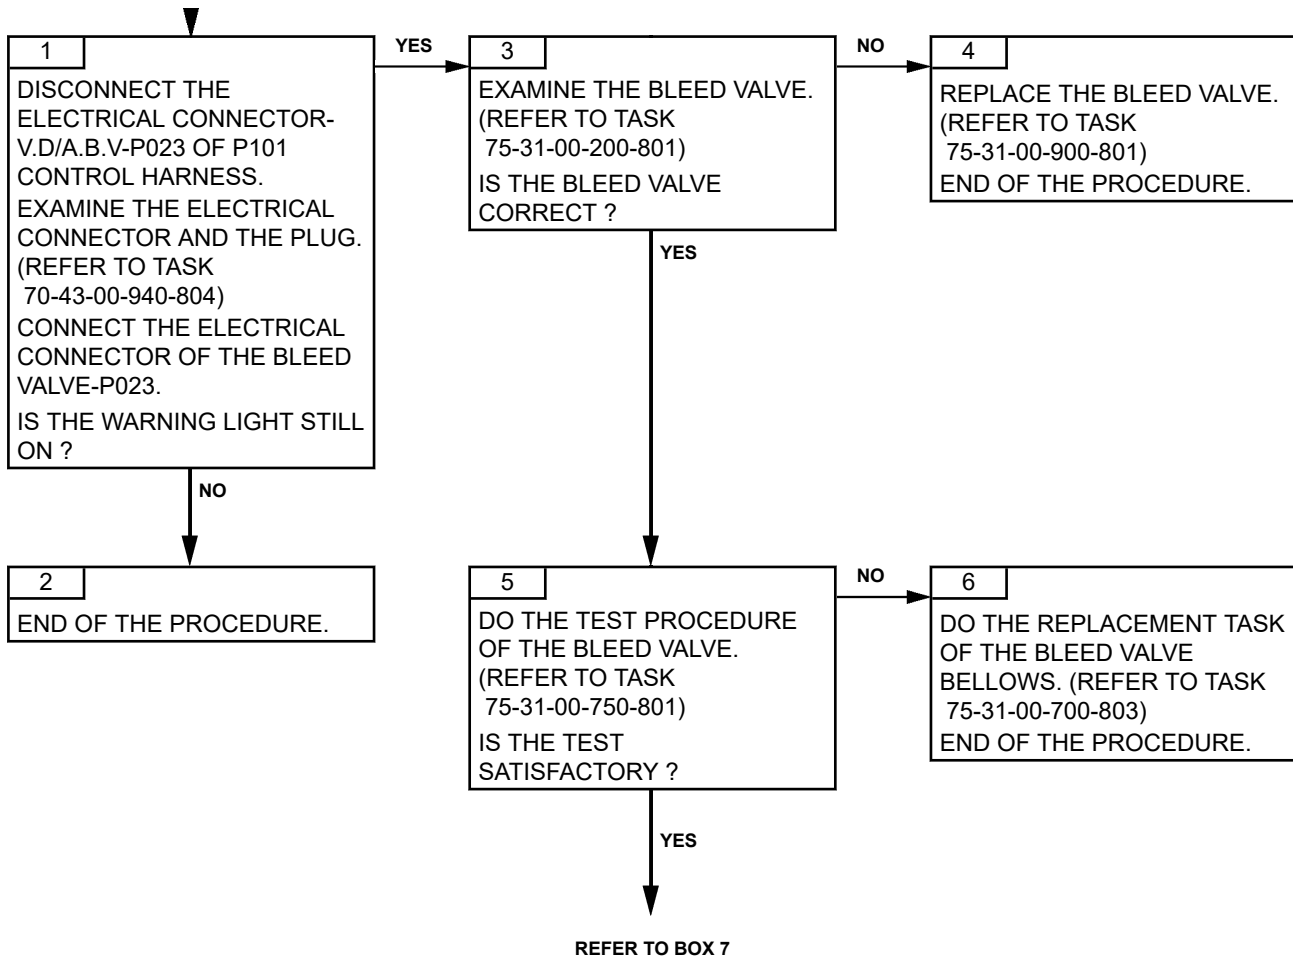 1
DISCONNECT THE
ELECTRICAL CONNECTOR-
V.D/A.B.V-P023 OF P101
CONTROL HARNESS.
EXAMINE THE ELECTRICAL
CONNECTOR AND THE PLUG.
(REFER TO TASK
70-43-00-940-804)
CONNECT THE ELECTRICAL
CONNECTOR OF THE BLEED
VALVE-P023.
IS THE WARNING LIGHT STILL
ON ?
YES
NO
2
END OF THE PROCEDURE.
3
EXAMINE THE BLEED VALVE.
(REFER TO TASK
75-31-00-200-801)
IS THE BLEED VALVE
CORRECT ?
NO
YES
4
REPLACE THE BLEED VALVE.
(REFER TO TASK
75-31-00-900-801)
END OF THE PROCEDURE.
5
DO THE TEST PROCEDURE
OF THE BLEED VALVE.
(REFER TO TASK
75-31-00-750-801)
IS THE TEST
SATISFACTORY ?
NO
YES
6
DO THE REPLACEMENT TASK
OF THE BLEED VALVE
BELLOWS. (REFER TO TASK
75-31-00-700-803)
END OF THE PROCEDURE.
REFER TO BOX 7